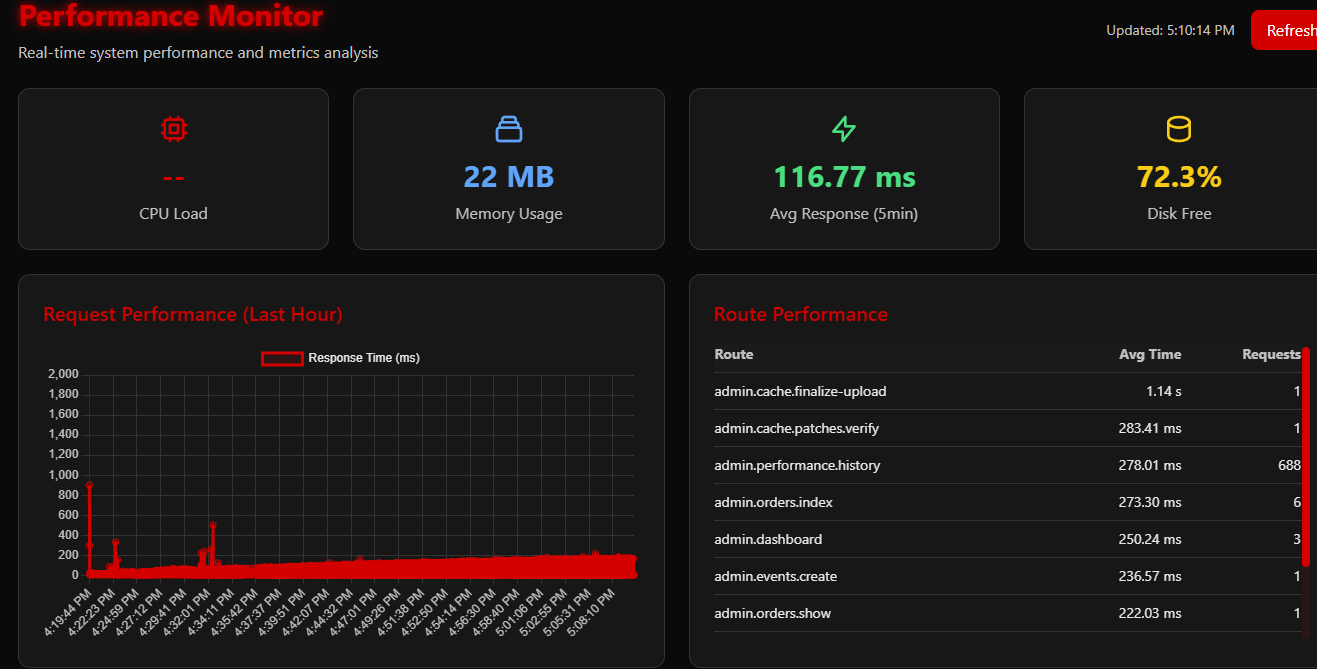 Performance Monitor
Real-time system performance and metrics analysis
Updated: 5:10:14 PM
Refresh
--
CPU Load
22 MB
Memory Usage
116.77 ms
Avg Response (5min)
72.3%
Disk Free
Request Performance (Last Hour)
Response Time (ms)
2,000
1,800
1,600
1,400
1,200
1,000
800
600
400
200
0
4:19:44 PM
4:22:23 PM
4:24:59 PM
4:27:12 PM
4:29:41 PM
4:32:01 PM
4:34:11 PM
4:35:42 PM
4:37:37 PM
4:39:51 PM
4:42:07 PM
4:44:32 PM
4:47:01 PM
4:49:26 PM
4:51:38 PM
4:52:50 PM
4:54:14 PM
4:56:30 PM
4:58:40 PM
5:01:06 PM
5:02:55 PM
5:05:31 PM
5:08:10 PM
Route Performance
Route Avg Time Requests
admin.cache.finalize-upload 1.14 s 1
admin.cache.patches.verify 283.41 ms 1
admin.performance.history 278.01 ms 688
admin.orders.index 273.30 ms 6
admin.dashboard 250.24 ms 3
admin.events.create 236.57 ms 1
admin.orders.show 222.03 ms 1